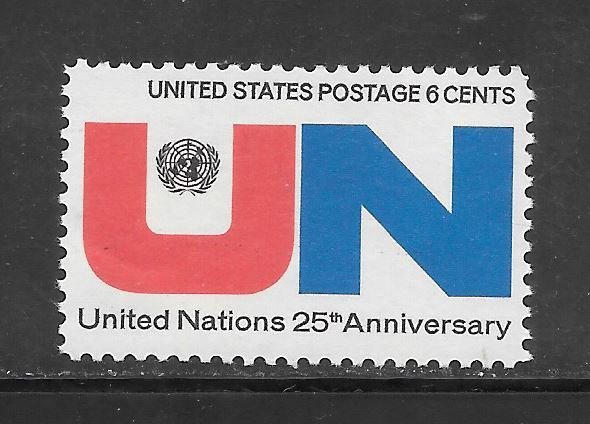 UNITED STATES POSTAGE 6 CENTS
UN
United Nations 25th Anniversary